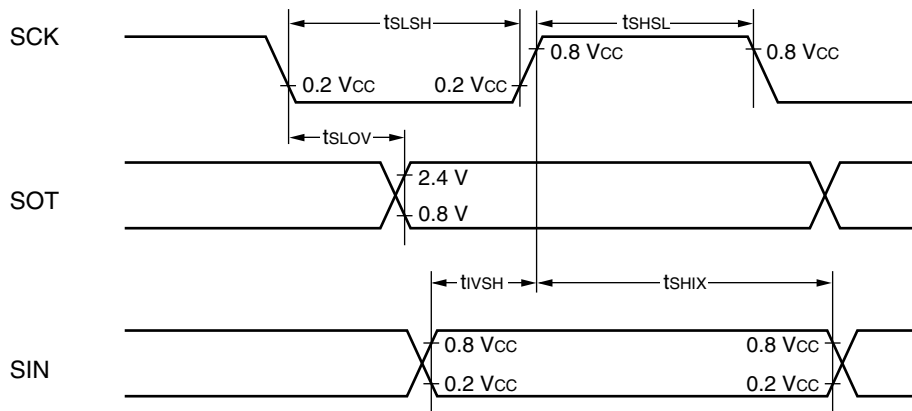 tSLSH
tSHSL
SCK
0.8 VCC
0.8 VCC
0.2 VCC
0.2 VCC
tSLOV
2.4 V
SOT
0.8 V
tIVSH
tSHIX
0.8 VCC
0.8 VCC
SIN
0.2 VCC
0.2 VCC